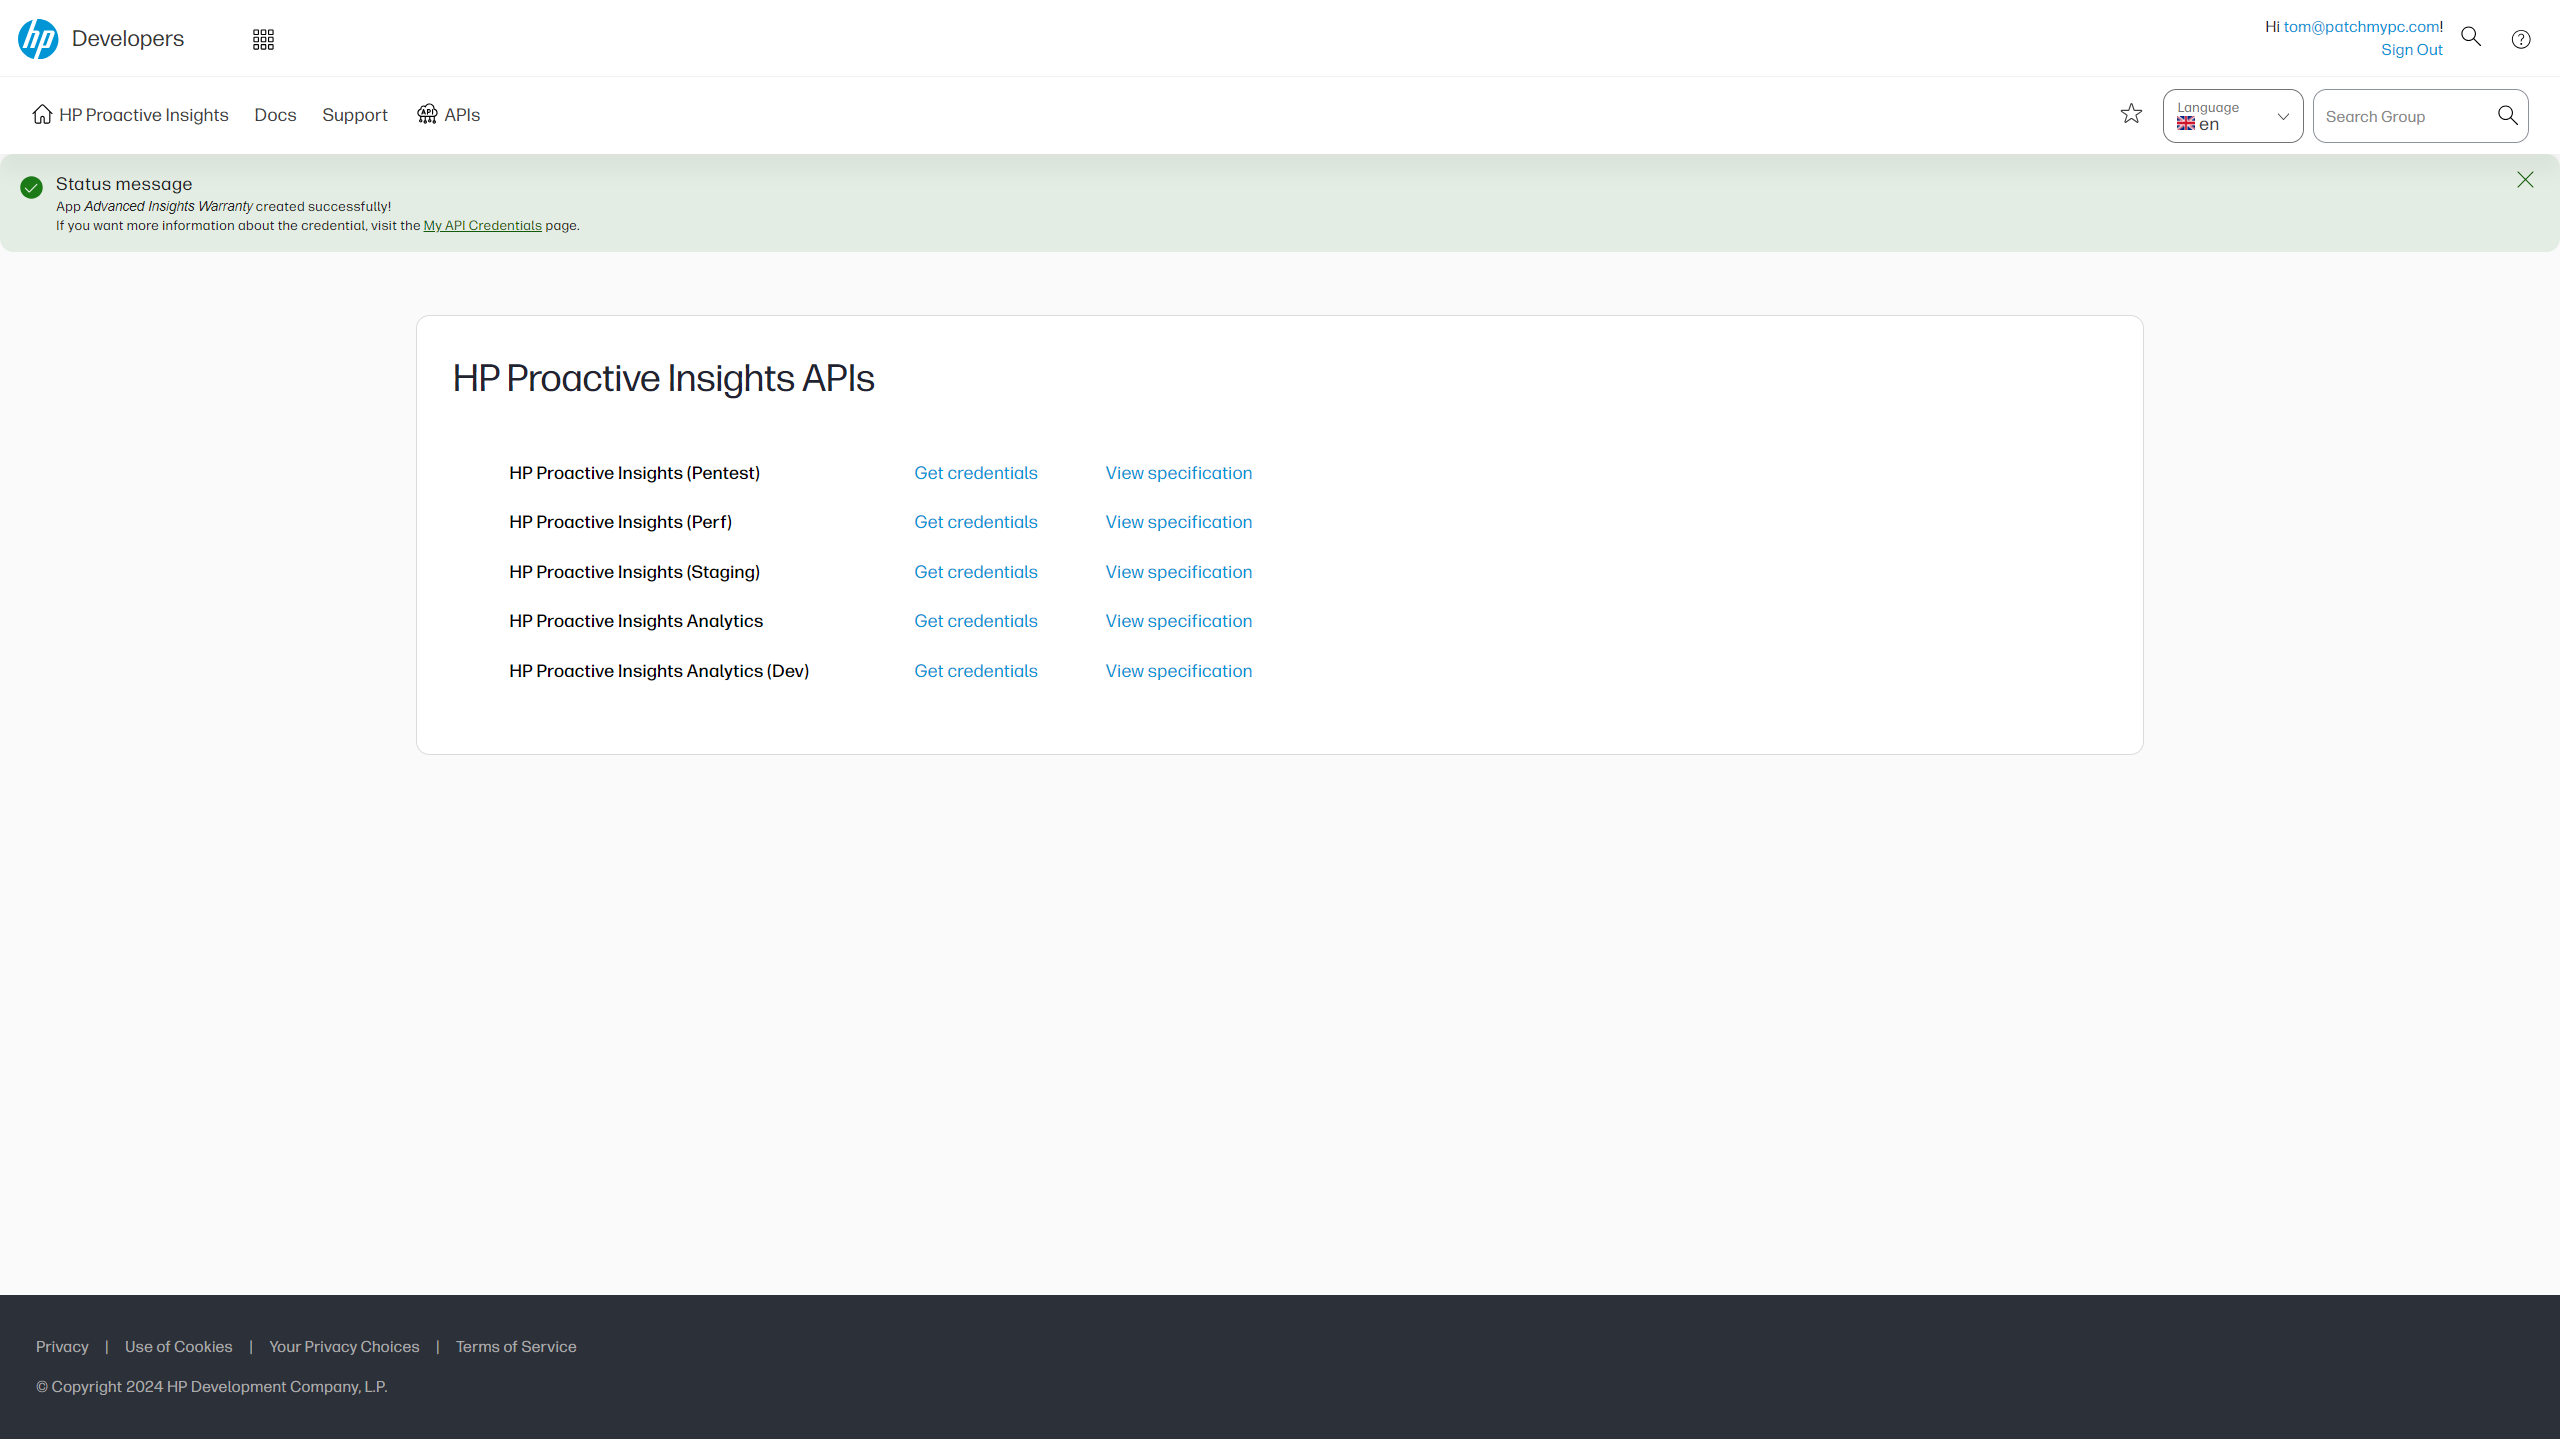 hp Developers
Hi tom@patchmypc.com!
Sign Out
HP Proactive Insights Docs Support API APIs
Language
en
Search Group
Status message
App Advanced Insights Warranty created successfully!
If you want more information about the credential, visit the My API Credentials page.
HP Proactive Insights APIs
HP Proactive Insights (Pentest) Get credentials View specification
HP Proactive Insights (Perf) Get credentials View specification
HP Proactive Insights (Staging) Get credentials View specification
HP Proactive Insights Analytics Get credentials View specification
HP Proactive Insights Analytics (Dev) Get credentials View specification
Privacy | Use of Cookies | Your Privacy Choices | Terms of Service
© Copyright 2024 HP Development Company, L.P.